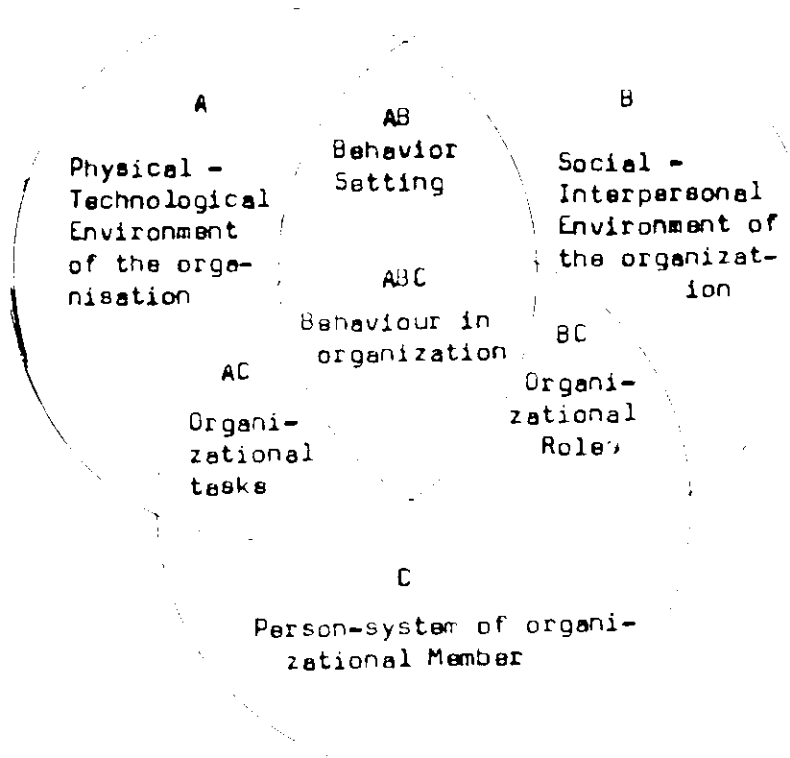 A
Physical -
Technological
Environment
of the orga-
nisation
AB
Behavior
Setting
B
Social -
Interpersonal
Environment of
the organizat-
ion
ABC
Behaviour in
organization
AC
Organi-
zational
tasks
BC
Organi-
zational
Roles
C
Person-system of organi-
zational Member